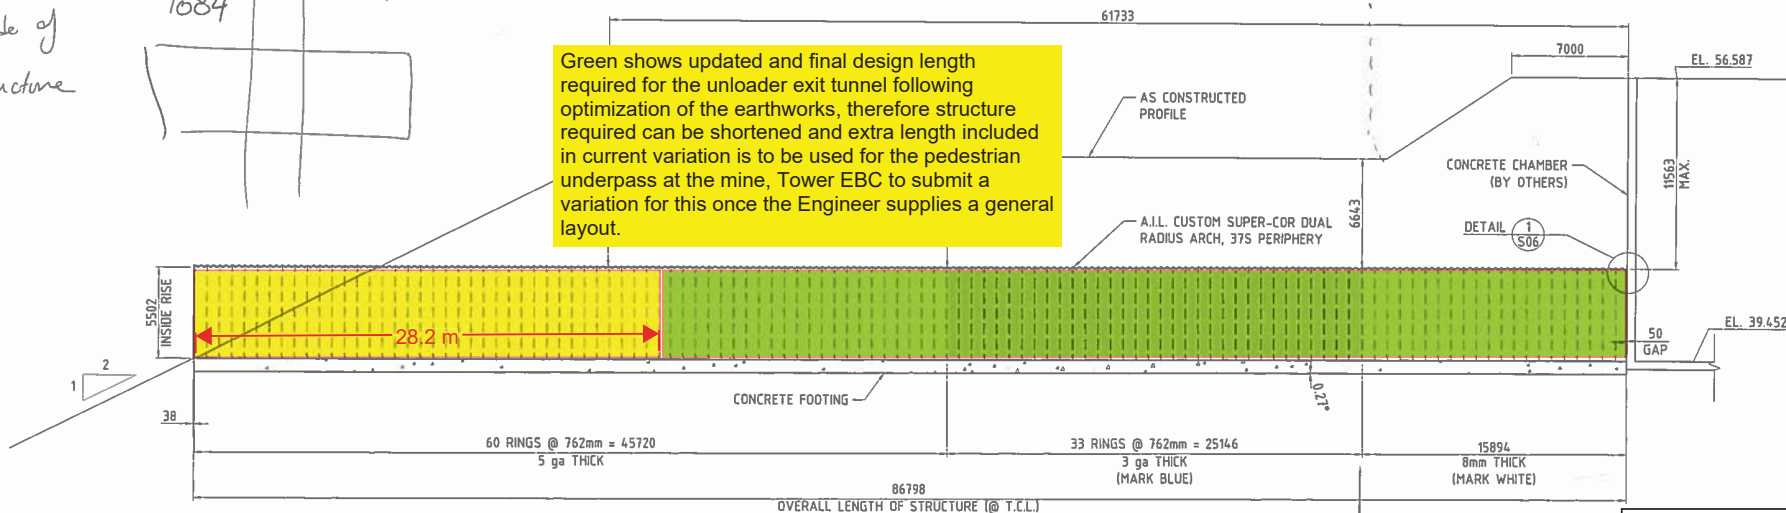 1684
of
61733
7000
EL. 56.587
Green shows updated and final design length
required for the unloader exit tunnel following
optimization of the earthworks, therefore structure
required can be shortened and extra length included
in current variation is to be used for the pedestrian
underpass at the mine, Tower EBC to submit a
variation for this once the Engineer supplies a general
layout.
AS CONSTRUCTED
PROFILE
CONCRETE CHAMBER
(BY OTHERS)
11563
MAX.
6643
A.I.L. CUSTOM SUPER-COR DUAL
RADIUS ARCH, 37S PERIPHERY
DETAIL 1
S06
5502
INSIDE RISE
28.2 m
EL. 39.452
50
GAP
2
1
CONCRETE FOOTING
0.27°
38
60 RINGS @ 762mm = 45720
5 ga THICK
33 RINGS @ 762mm = 25146
3 ga THICK
(MARK BLUE)
15894
8mm THICK
(MARK WHITE)
86798
OVERALL LENGTH OF STRUCTURE (@ T.C.L.)